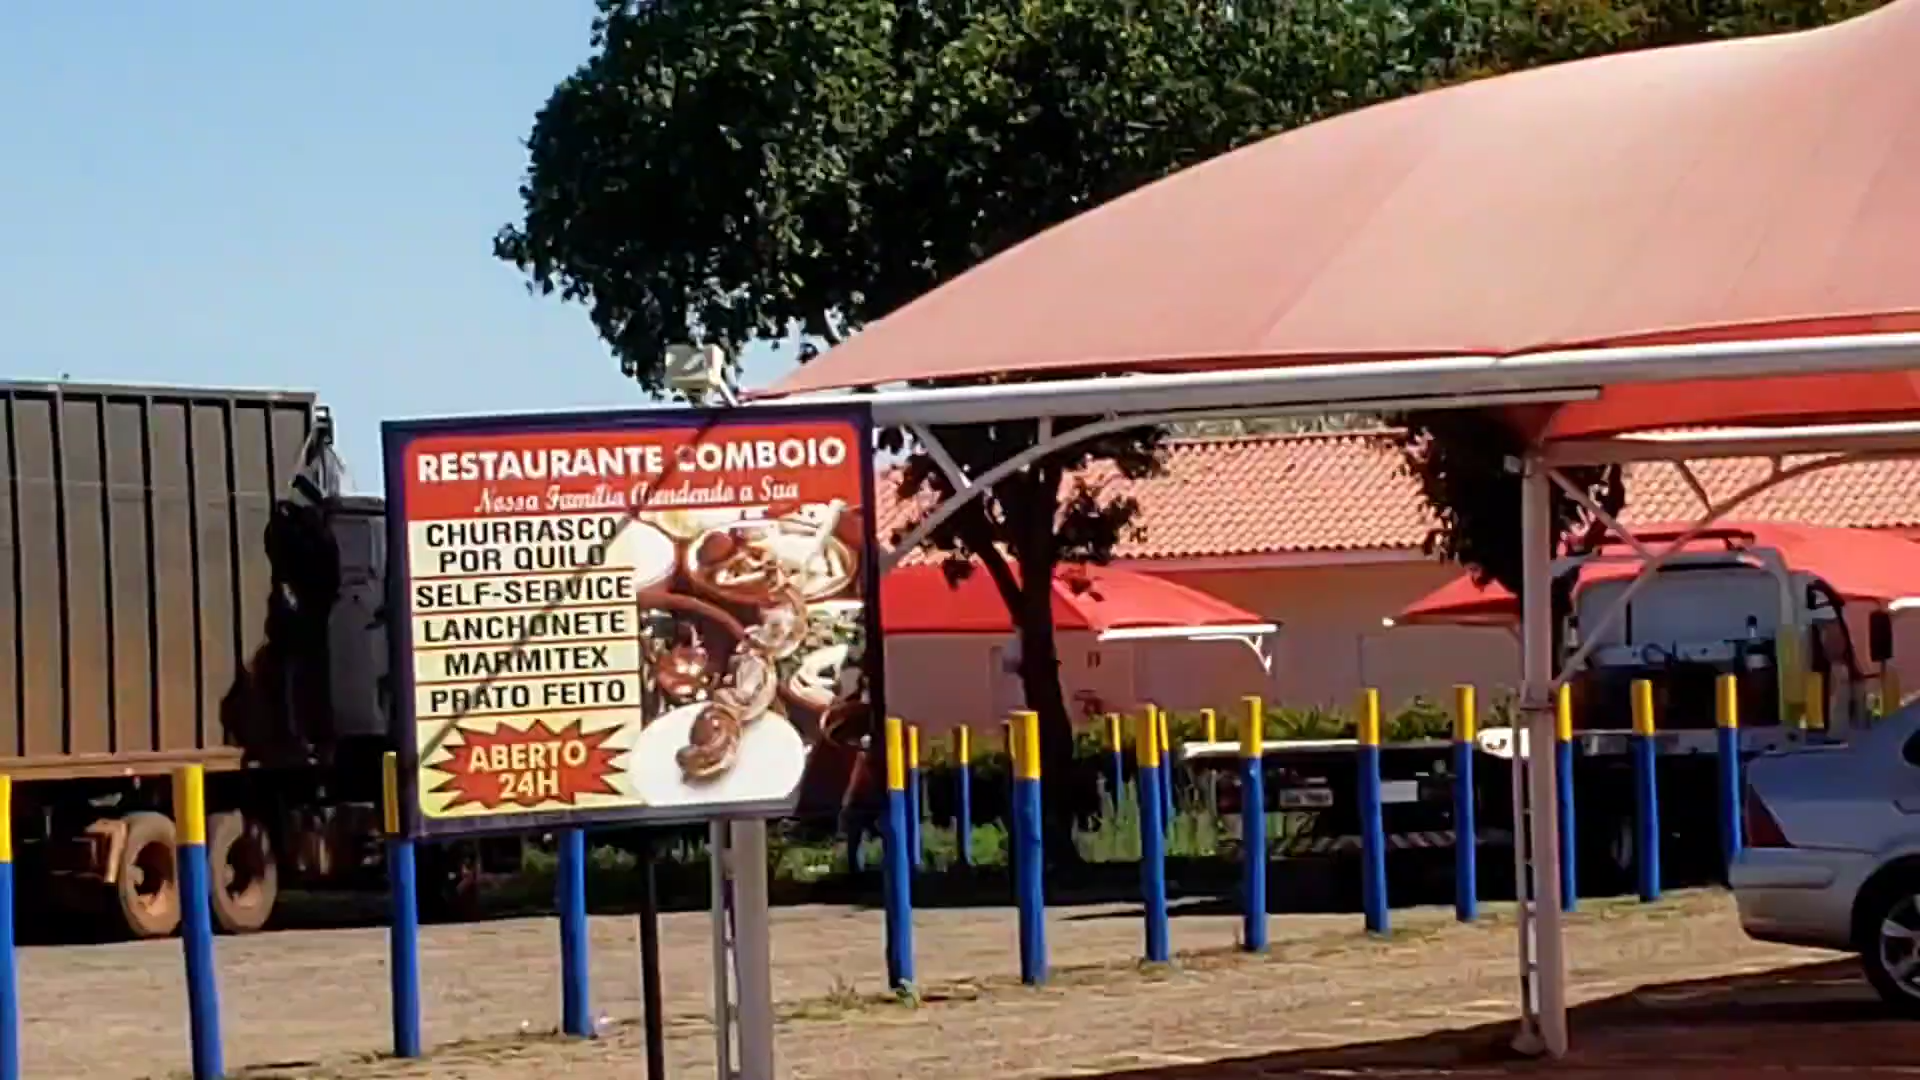 RESTAURANTE COMBOIO
Nossa Família Atendendo a Sua
CHURRASCO
POR QUILO
SELF-SERVICE
LANCHONETE
MARMITEX
PRATO FEITO
ABERTO
24H